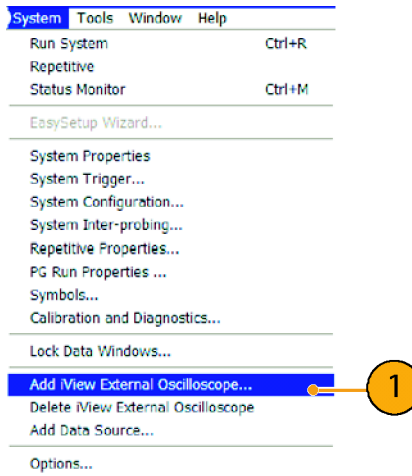 System Tools Window Help
Run System Ctrl+R
Repetitive
Status Monitor Ctrl+M
EasySetup Wizard...
System Properties
System Trigger...
System Configuration...
System Inter-probing...
Repetitive Properties...
PG Run Properties ...
Symbols...
Calibration and Diagnostics...
Lock Data Windows...
Add iView External Oscilloscope...
1
Delete iView External Oscilloscope
Add Data Source...
Options...